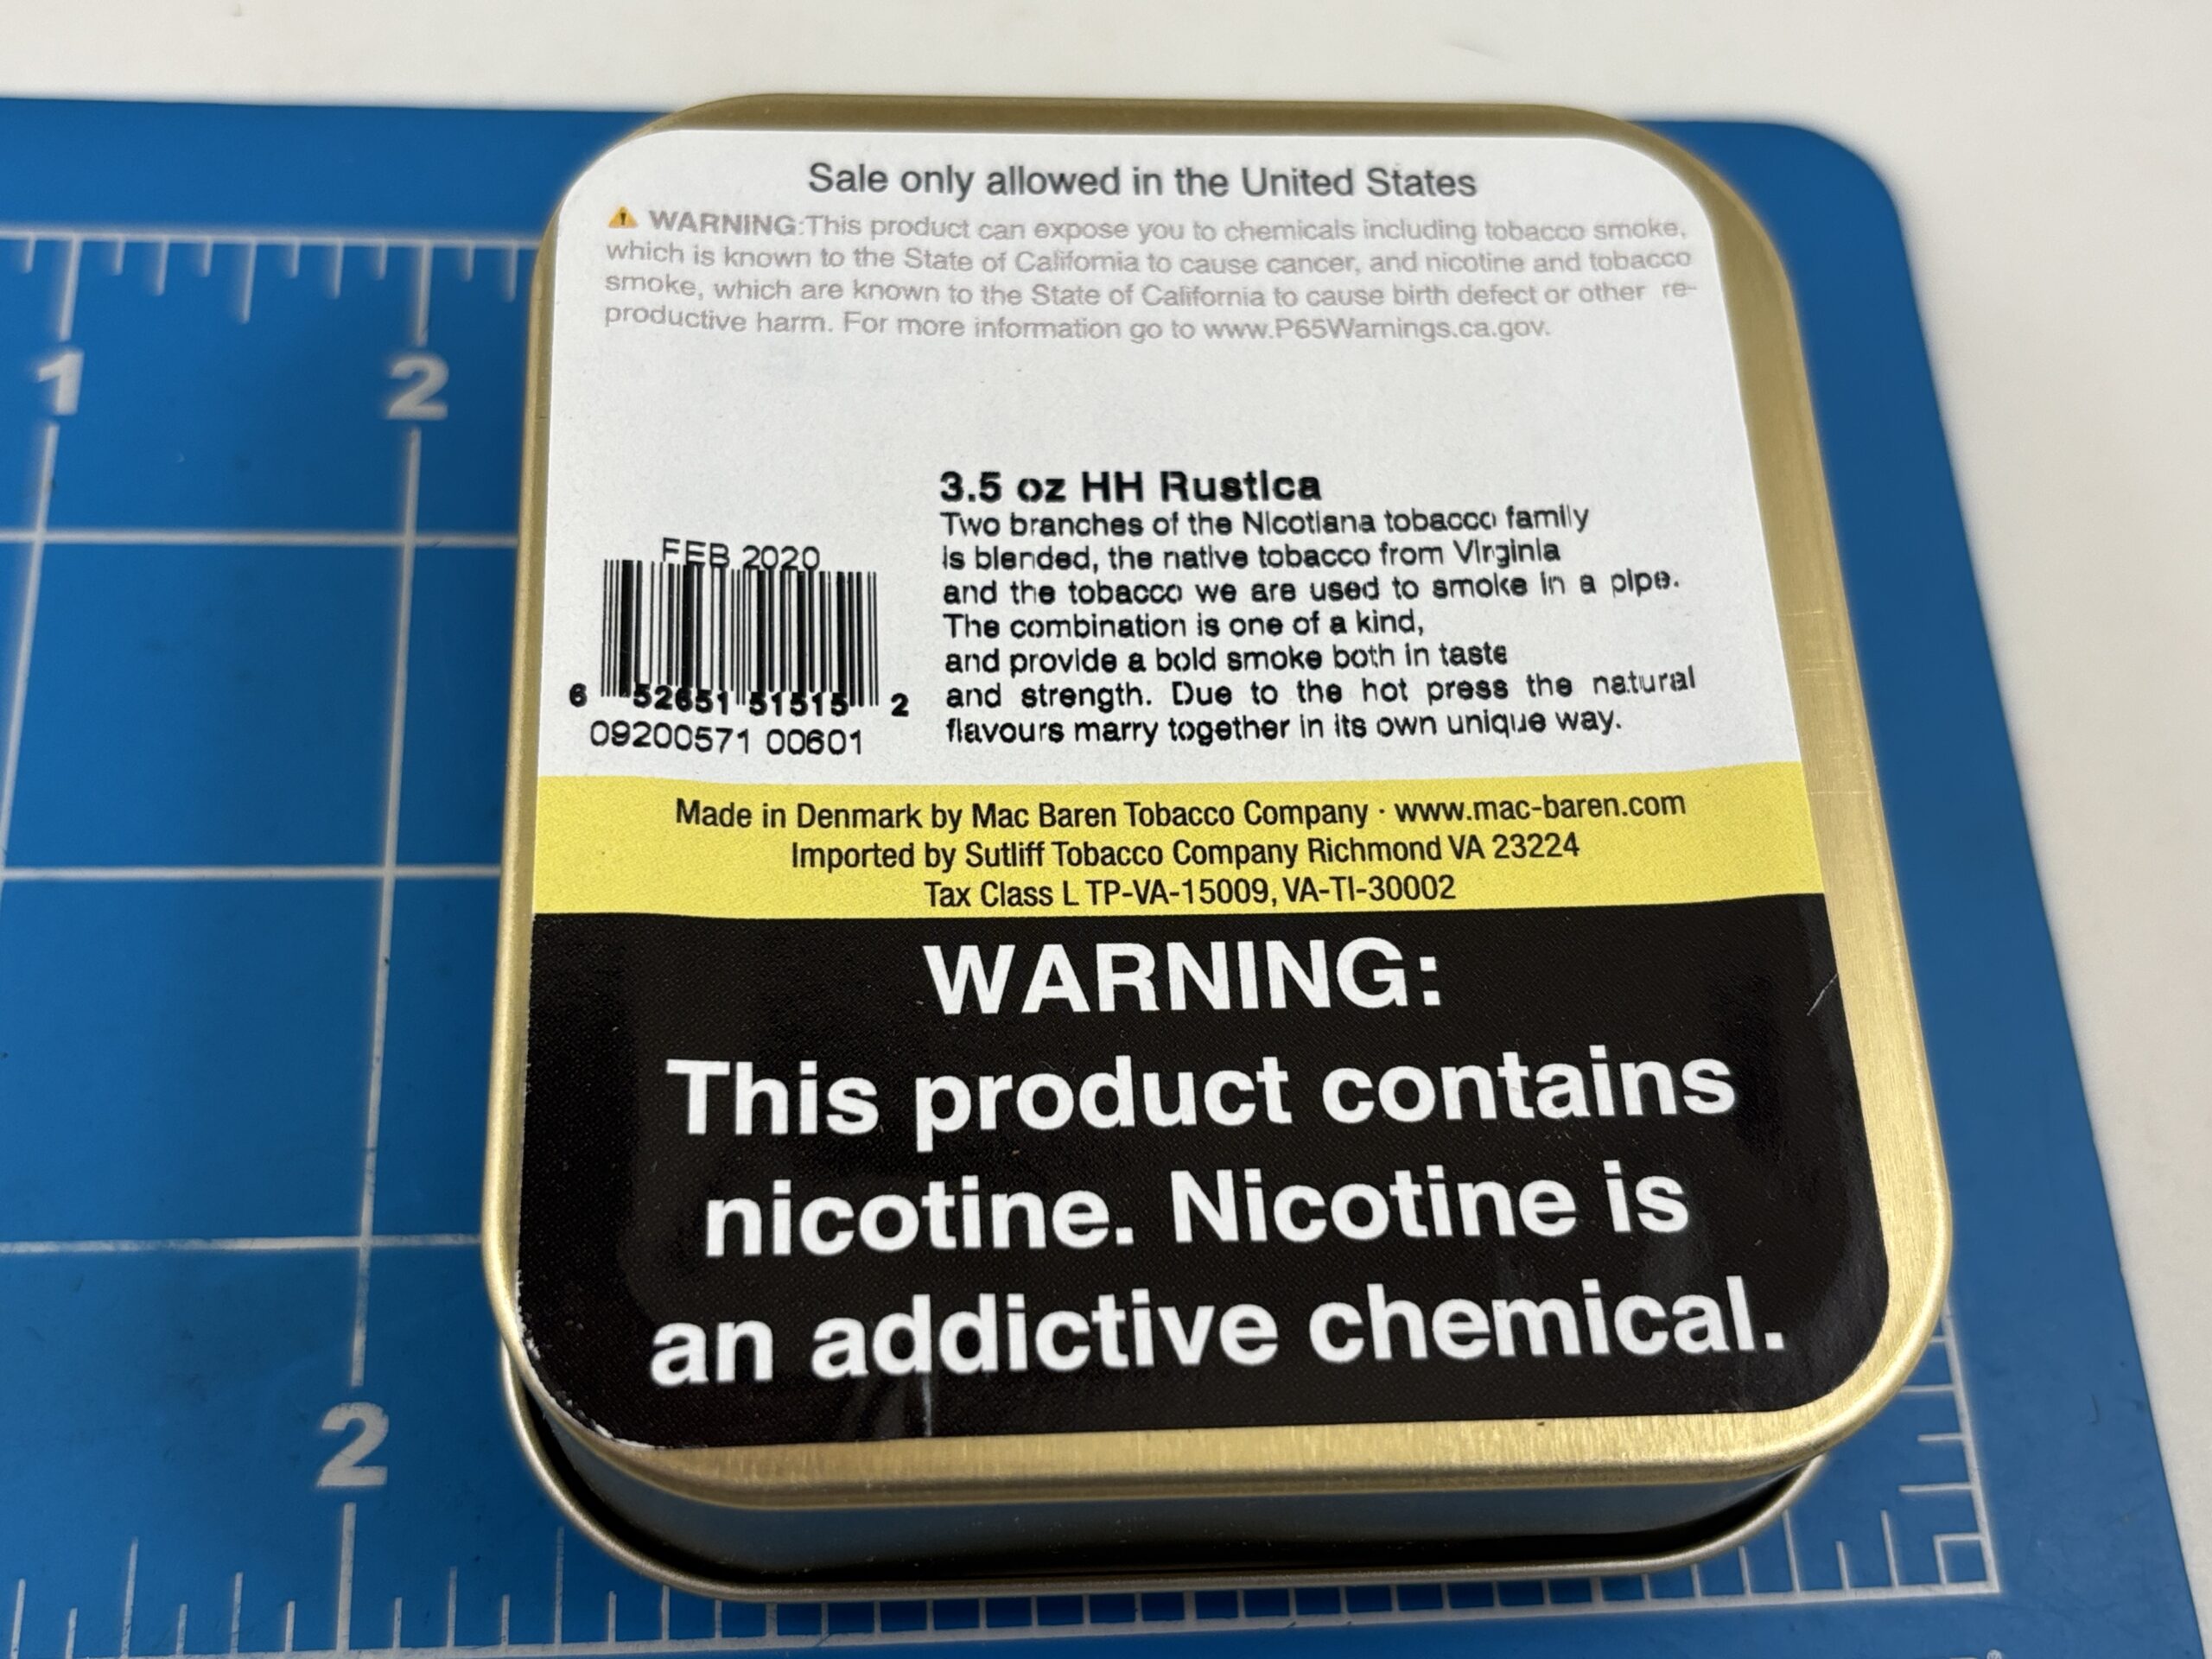 Sale only allowed in the United States
⚠ WARNING:This product can expose you to chemicals including tobacco smoke,
which is known to the State of California to cause cancer, and nicotine and tobacco
smoke, which are known to the State of California to cause birth defect or other re-
productive harm. For more information go to www.P65Warnings.ca.gov.
3.5 oz HH Rustica
Two branches of the Nicotiana tobacco family
is blended, the native tobacco from Virginia
and the tobacco we are used to smoke in a pipe.
The combination is one of a kind,
and provide a bold smoke both in taste
and strength. Due to the hot press the natural
flavours marry together in its own unique way.
FEB 2020
6 52651 51515 2
09200571 00601
Made in Denmark by Mac Baren Tobacco Company · www.mac-baren.com
Imported by Sutliff Tobacco Company Richmond VA 23224
Tax Class L TP-VA-15009, VA-TI-30002
WARNING:
This product contains
nicotine. Nicotine is
an addictive chemical.
1
2
2